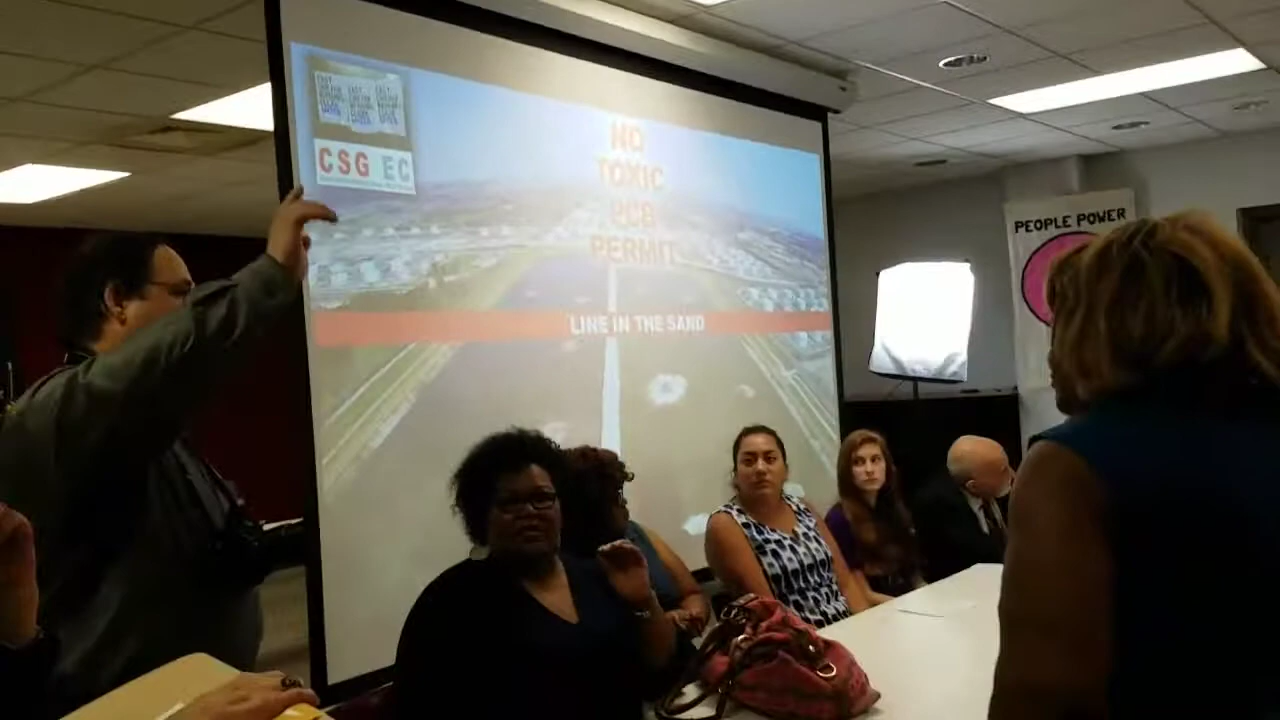 CSG EC
NO
TOXIC
PCB
PERMIT
LINE IN THE SAND
PEOPLE POWER